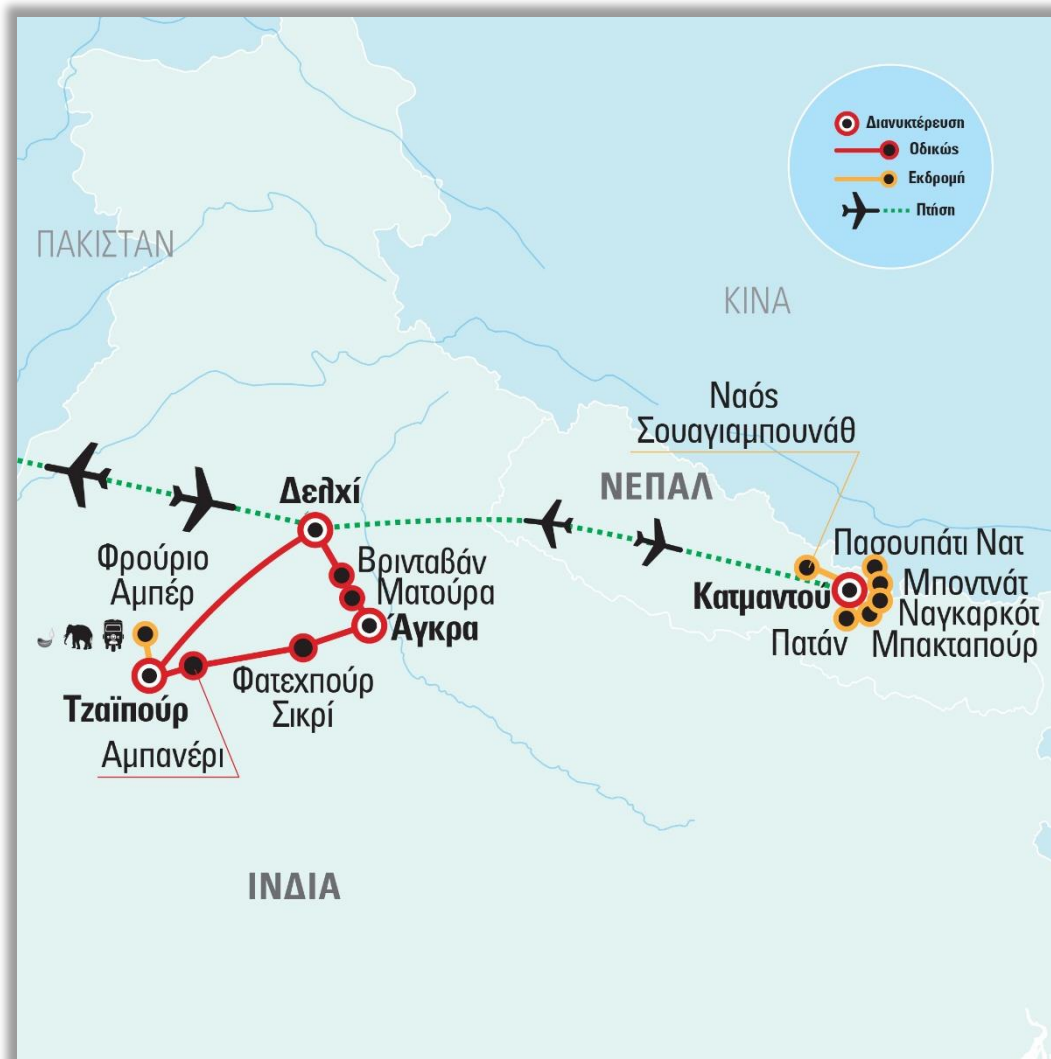 Διανυκτέρευση
Οδικώς
Εκδρομή
Πτήση
ΠΑΚΙΣΤΑΝ
ΚΙΝΑ
Ναός
Σουαγιαμπουνάθ
ΝΕΠΑΛ
Δελχί
Φρούριο
Αμπέρ
Βρινταβάν
Ματούρα
Άγκρα
Πασουπάτι Νατ
Μποντνάτ
Κατμαντού
Ναγκαρκότ
Πατάν
Μπακταπούρ
Φατεχπούρ
Σικρί
Τζαϊπούρ
Αμπανέρι
ΙΝΔΙΑ